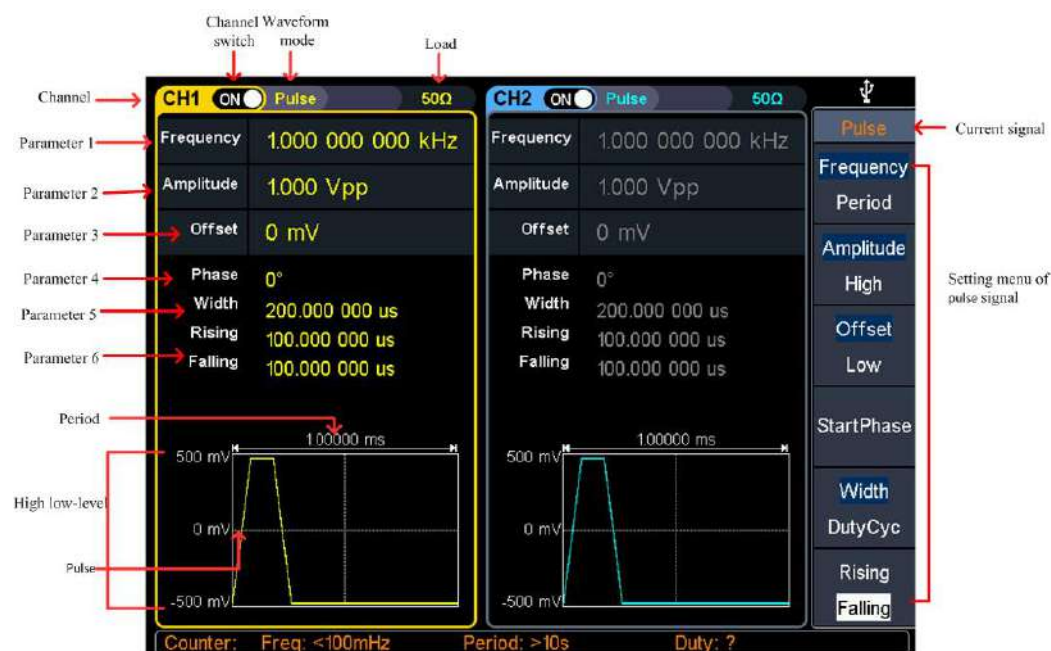 Channel Waveform
switch mode Load
Channel CH1 ON Pulse 50Ω CH2 ON Pulse 50Ω
Pulse Current signal
Parameter 1 Frequency 1.000 000 000 kHz Frequency 1.000 000 000 kHz
Frequency
Period
Parameter 2 Amplitude 1.000 Vpp Amplitude 1.000 Vpp
Parameter 3 Offset 0 mV Offset 0 mV
Amplitude
High
Parameter 4 Phase 0° Phase 0°
Setting menu of
pulse signal
Parameter 5 Width 200.000 000 us Width 200.000 000 us
Rising 100.000 000 us Rising 100.000 000 us
Offset
Low
Parameter 6 Falling 100.000 000 us Falling 100.000 000 us
StartPhase
Period 1.00000 ms 1.00000 ms
500 mV 500 mV
Width
DutyCyc
High low-level
0 mV 0 mV
Pulse
Rising
Falling
-500 mV -500 mV
Counter: Freq: <100mHz Period: >10s Duty: ?